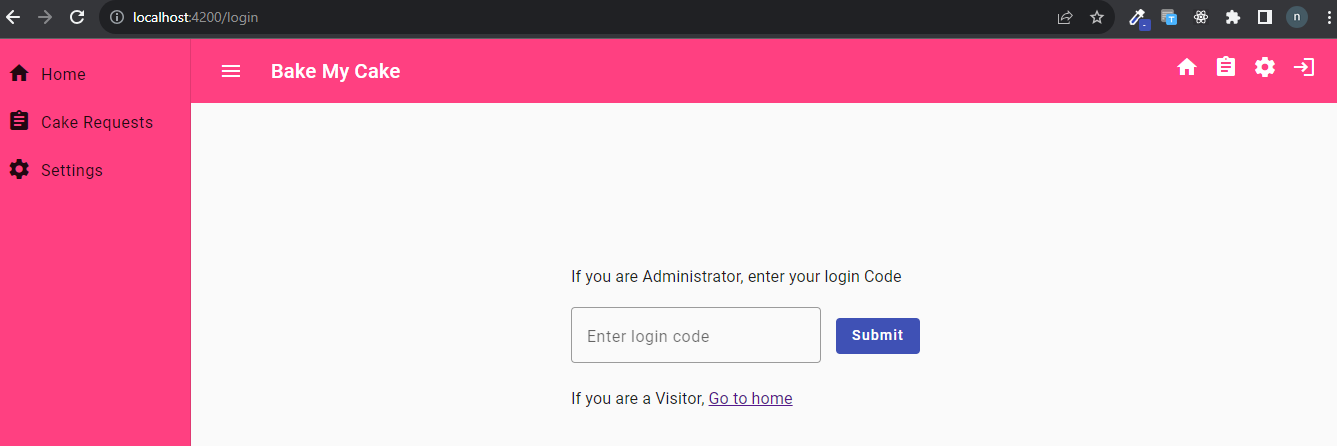 localhost:4200/login
n
Home
Cake Requests
Settings
Bake My Cake
If you are Administrator, enter your login Code
Enter login code
Submit
If you are a Visitor, Go to home